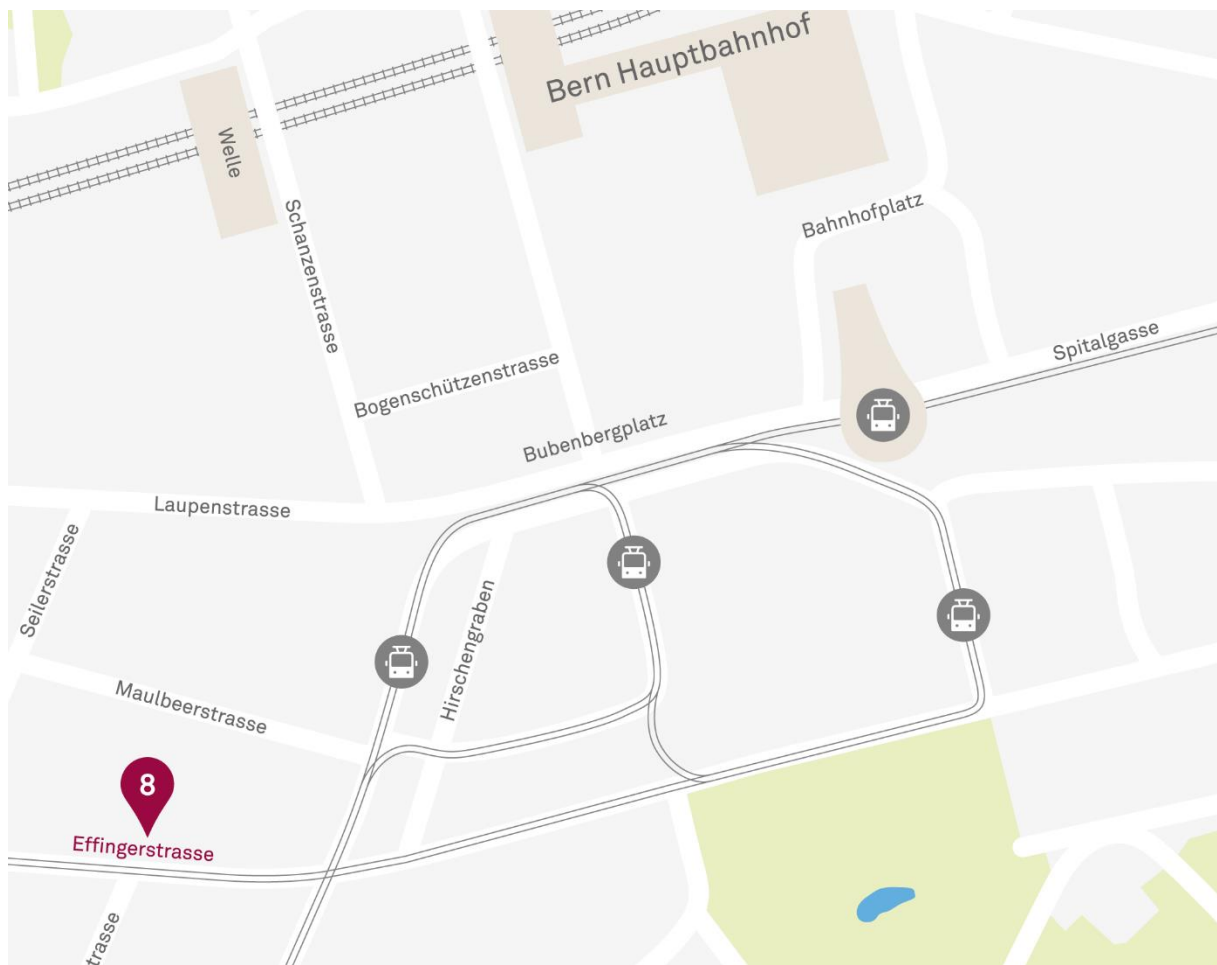 Bern Hauptbahnhof
Welle
Schanzenstrasse
Bahnhofplatz
Spitalgasse
Bogenschützenstrasse
Bubenbergplatz
Laupenstrasse
Seilerstrasse
Hirschengraben
Maulbeerstrasse
8
Effingerstrasse
trasse